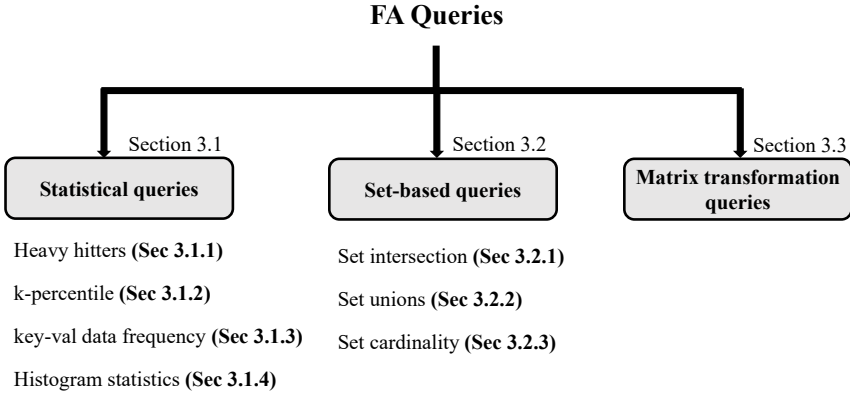 FA Queries
Section 3.1
Statistical queries
Heavy hitters (Sec 3.1.1)
k-percentile (Sec 3.1.2)
key-val data frequency (Sec 3.1.3)
Histogram statistics (Sec 3.1.4)
Section 3.2
Set-based queries
Set intersection (Sec 3.2.1)
Set unions (Sec 3.2.2)
Set cardinality (Sec 3.2.3)
Section 3.3
Matrix transformation
queries